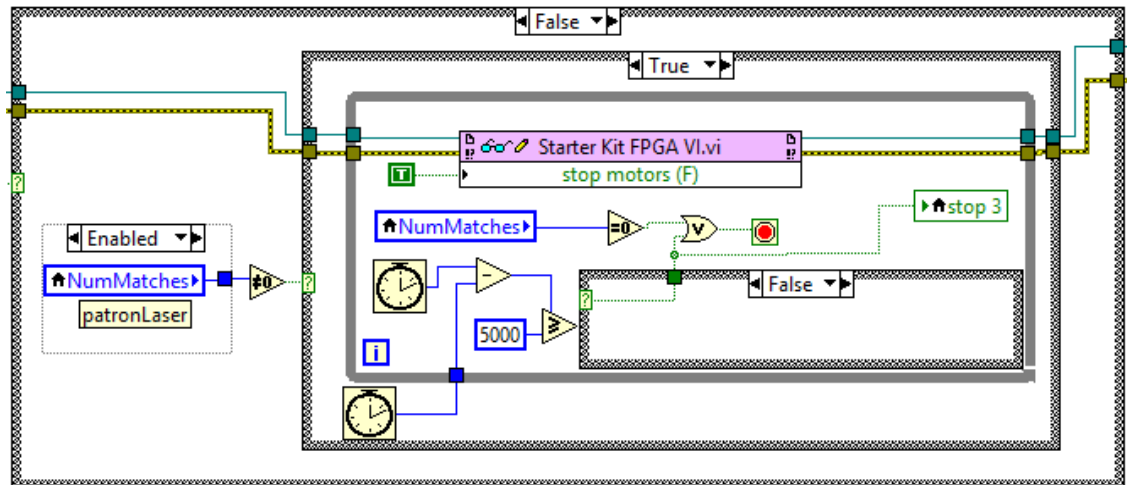 False
True
Starter Kit FPGA VI.vi
T
stop motors (F)
NumMatches
=0
V
stop 3
Enabled
NumMatches
≠0
?
?
patronLaser
−
5000
≥
?
False
i